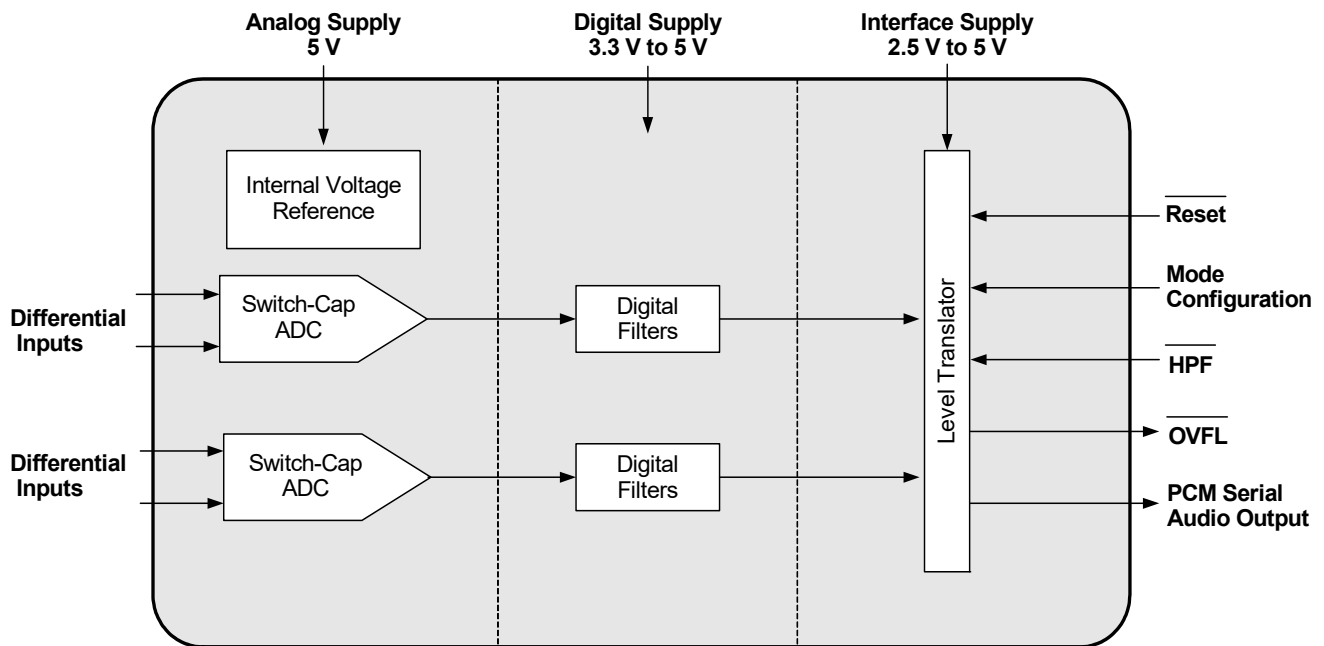 Analog Supply
5 V
Digital Supply
3.3 V to 5 V
Interface Supply
2.5 V to 5 V
Internal Voltage
Reference
Differential
Inputs
Switch-Cap
ADC
Digital
Filters
Differential
Inputs
Switch-Cap
ADC
Digital
Filters
Level Translator
Reset
Mode
Configuration
HPF
OVFL
PCM Serial
Audio Output